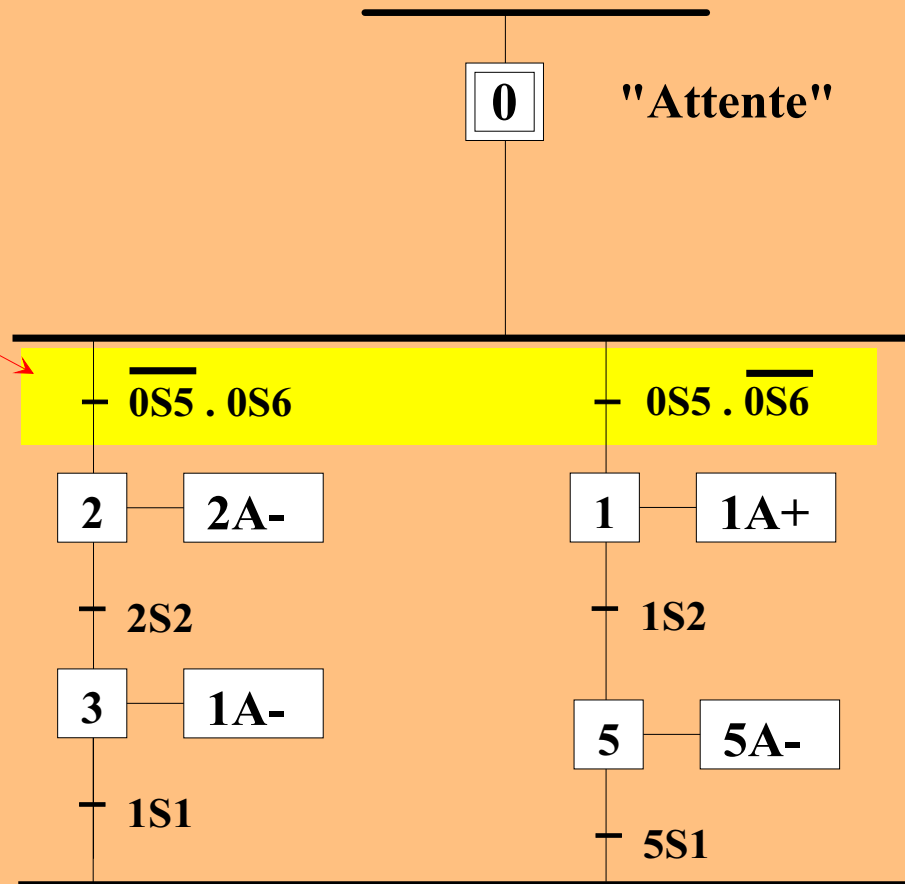 0 "Attente"
0S5 . 0S6 0S5 . 0S6
2 2A- 1 1A+
2S2 1S2
3 1A- 5 5A-
1S1 5S1